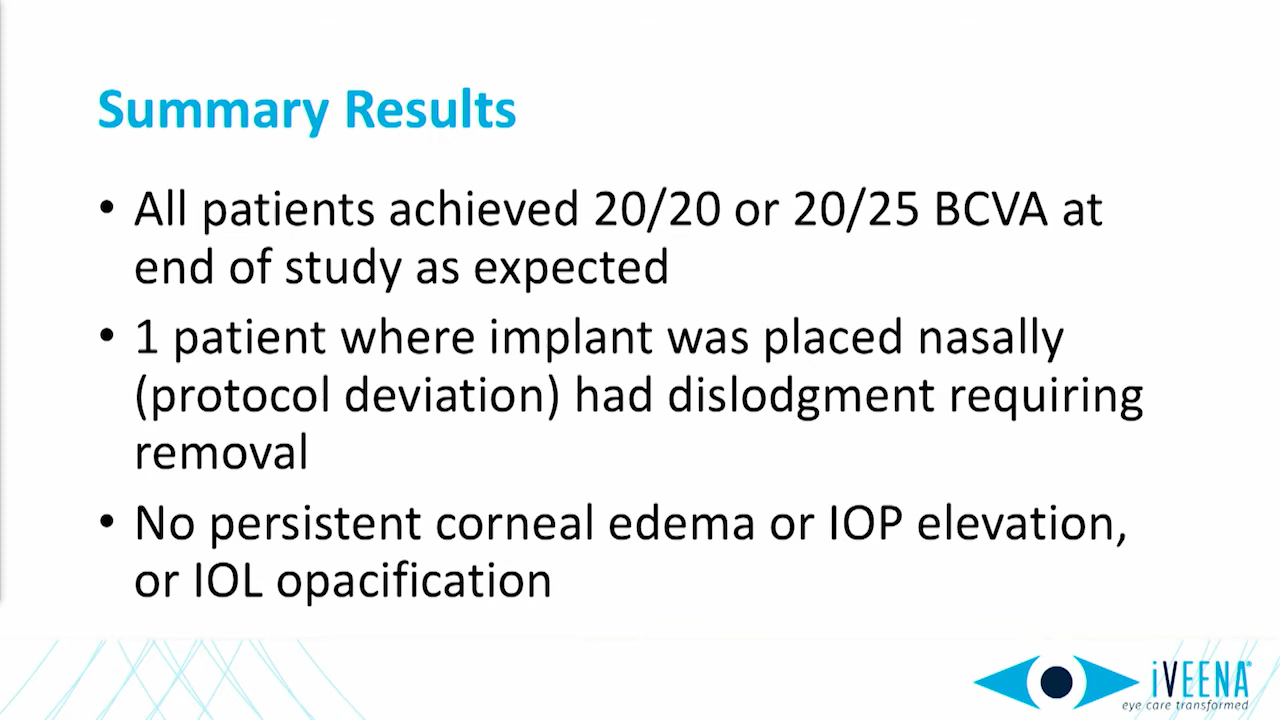 Summary Results
• All patients achieved 20/20 or 20/25 BCVA at
end of study as expected
• 1 patient where implant was placed nasally
(protocol deviation) had dislodgment requiring
removal
• No persistent corneal edema or IOP elevation,
or IOL opacification
iVEENA®
eye care transformed